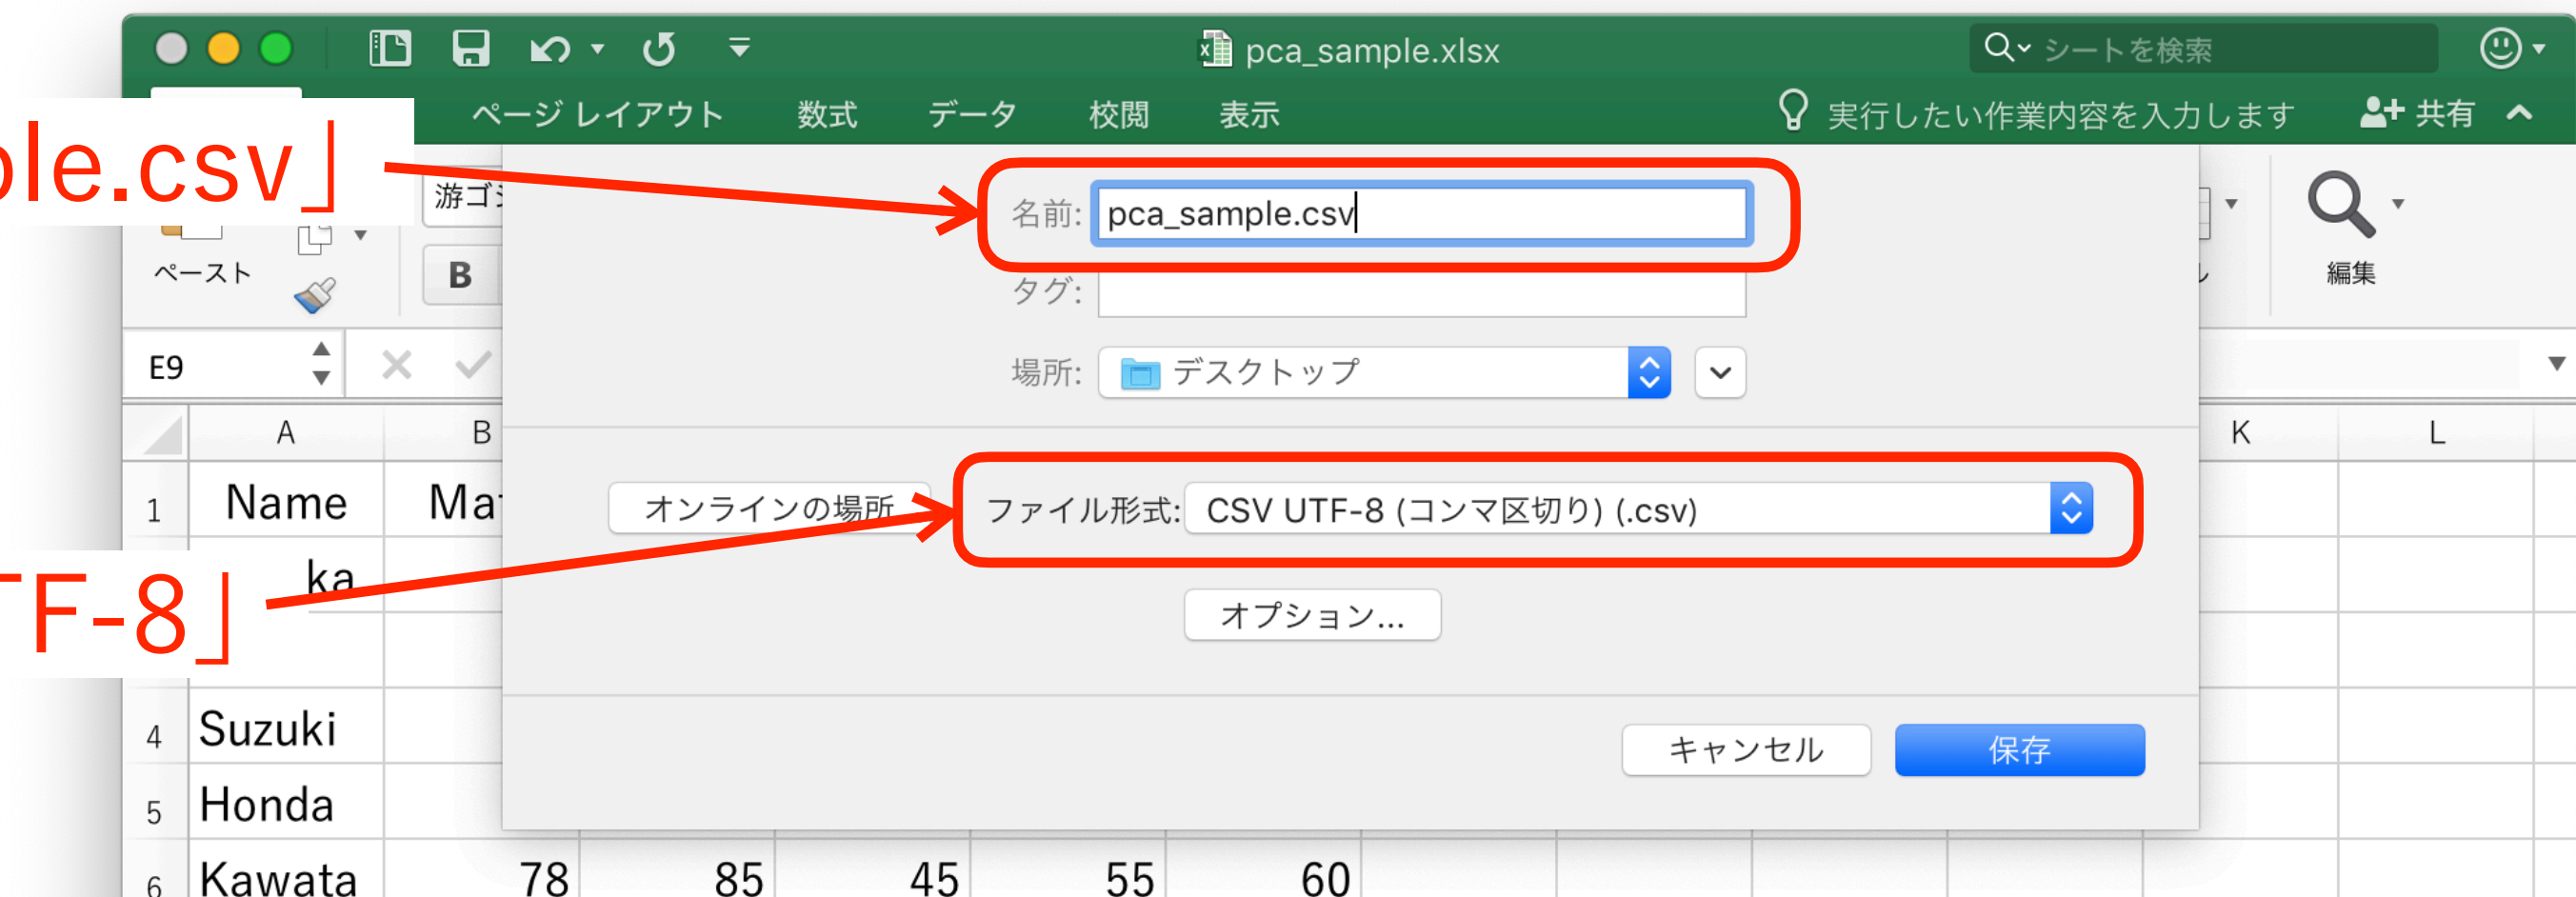 pca_sample.xlsx
シートを検索
ページ レイアウト 数式 データ 校閲 表示
実行したい作業内容を入力します
共有
ple.csv」
游ゴシ
ペースト
B
編集
名前: pca_sample.csv
タグ:
場所: デスクトップ
E9
A B K L
オンラインの場所 ファイル形式: CSV UTF-8 (コンマ区切り) (.csv)
1 Name Mat
ka
TF-8」
オプション...
キャンセル 保存
4 Suzuki
5 Honda
6 Kawata 78 85 45 55 60